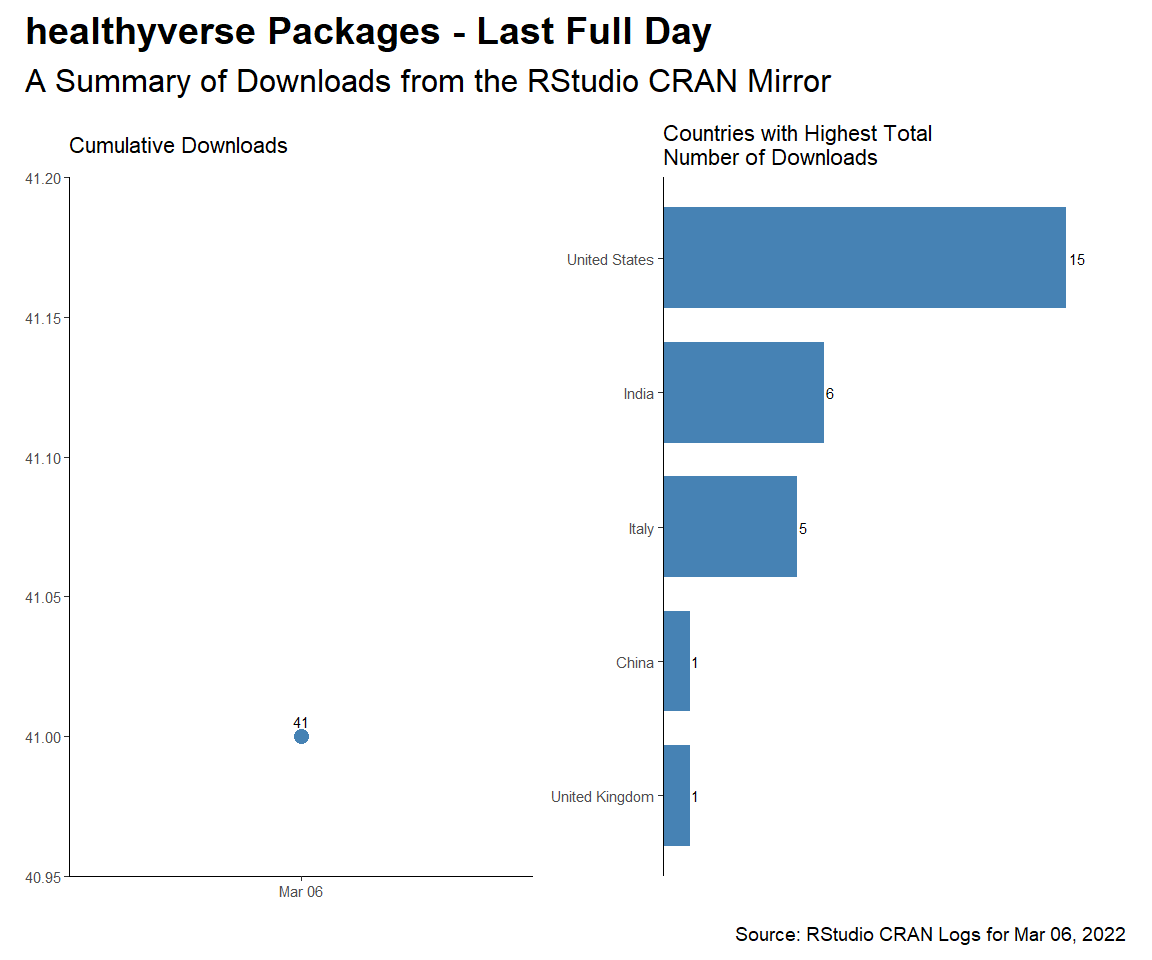 healthyverse Packages - Last Full Day
A Summary of Downloads from the RStudio CRAN Mirror
Cumulative Downloads
41.20
41.15
41.10
41.05
41.00
40.95
41
Mar 06
Countries with Highest Total
Number of Downloads
United States
15
India
6
Italy
5
China
1
United Kingdom
1
Source: RStudio CRAN Logs for Mar 06, 2022